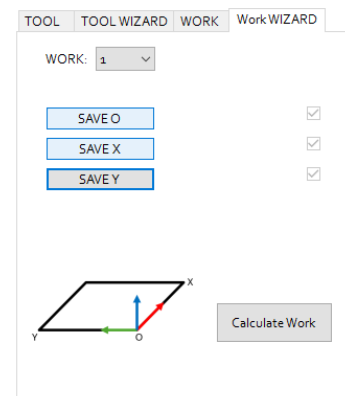 TOOL TOOL WIZARD WORK Work WIZARD
WORK: 1
SAVE O
SAVE X
SAVE Y
X
Calculate Work
Y O